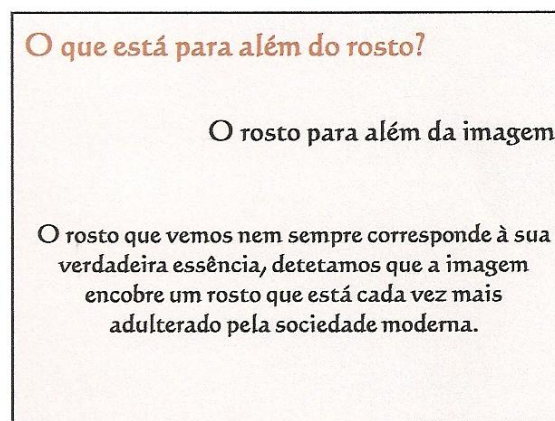 O que está para além do rosto?
O rosto para além da imagem
O rosto que vemos nem sempre corresponde à sua
verdadeira essência, detetamos que a imagem
encobre um rosto que está cada vez mais
adulterado pela sociedade moderna.